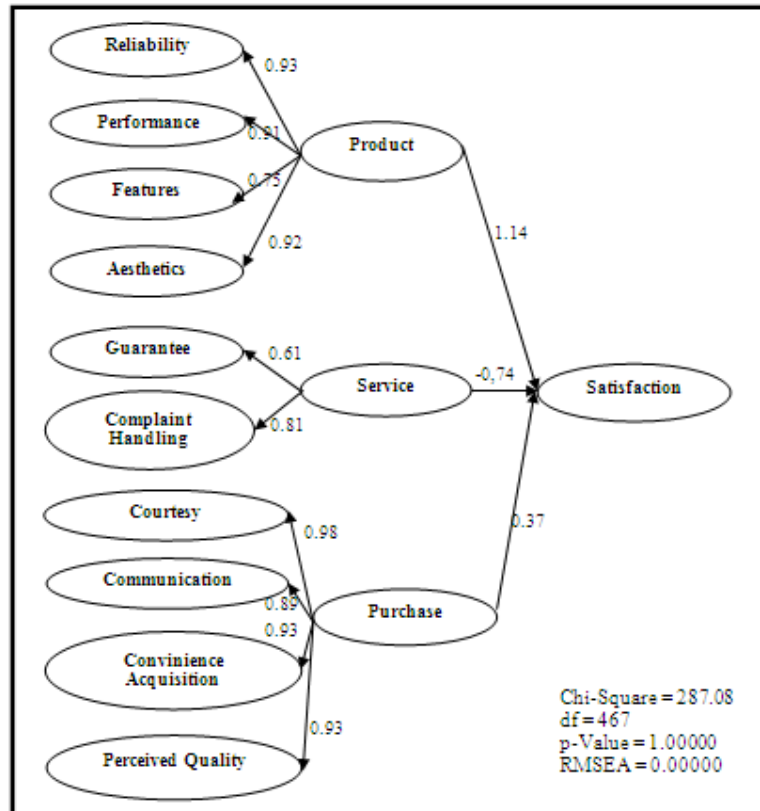 Reliability
0.93
Performance
0.91
Product
Features
0.75
1.14
0.92
Aesthetics
Guarantee
0.61
Service
-0,74
Satisfaction
Complaint
Handling
0.81
Courtesy
0.98
0.37
Communication
0.89
Purchase
0.93
Convinience
Acquisition
Chi-Square = 287.08
df = 467
p-Value = 1.00000
RMSEA = 0.00000
0.93
Perceived Quality